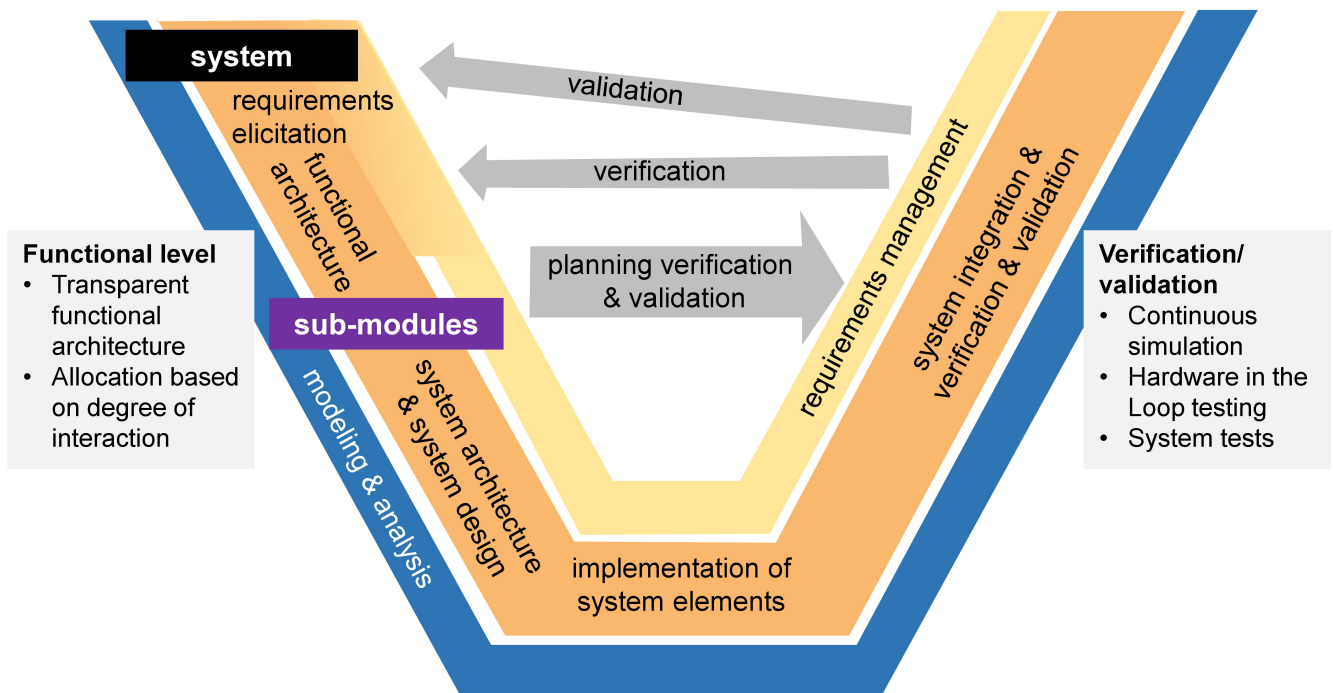 system
requirements
elicitation
functional
architecture
validation
verification
planning verification
& validation
Functional level
• Transparent
functional
architecture
• Allocation based
on degree of
interaction
sub-modules
modeling & analysis
system architecture
& system design
implementation of
system elements
requirements management
system integration &
verification & validation
Verification/
validation
• Continuous
simulation
• Hardware in the
Loop testing
• System tests